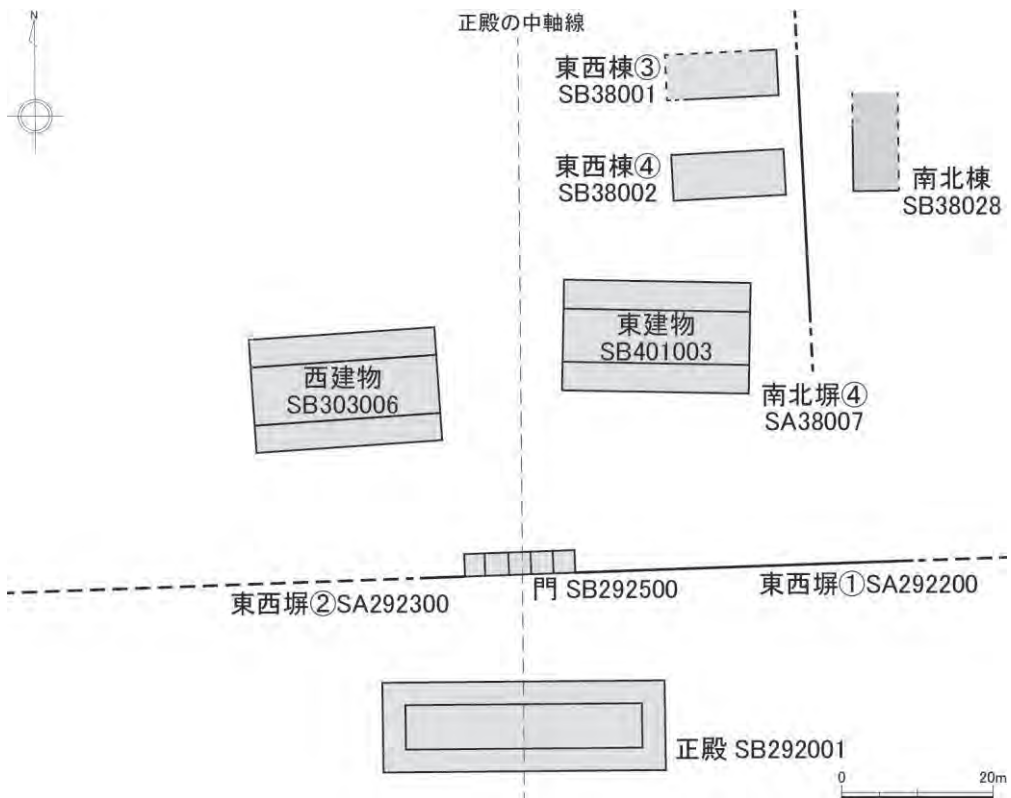 N
正殿の中軸線
東西棟③
SB38001
東西棟④
SB38002
南北棟
SB38028
東建物
SB401003
西建物
SB303006
南北塀④
SA38007
東西塀②SA292300
門 SB292500
東西塀①SA292200
正殿 SB292001
0 20m